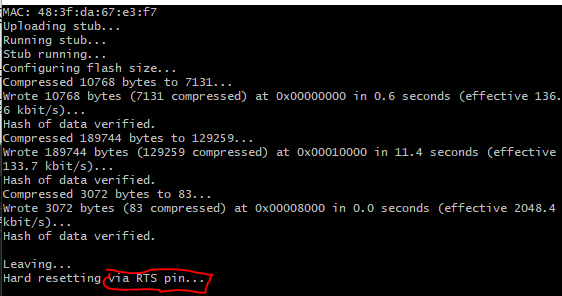 MAC: 48:3f:da:67:e3:f7
Uploading stub...
Running stub...
Stub running...
Configuring flash size...
Compressed 10768 bytes to 7131...
Wrote 10768 bytes (7131 compressed) at 0x00000000 in 0.6 seconds (effective 136.
6 kbit/s)...
Hash of data verified.
Compressed 189744 bytes to 129259...
Wrote 189744 bytes (129259 compressed) at 0x00010000 in 11.4 seconds (effective
133.7 kbit/s)...
Hash of data verified.
Compressed 3072 bytes to 83...
Wrote 3072 bytes (83 compressed) at 0x00008000 in 0.0 seconds (effective 2048.4
kbit/s)...
Hash of data verified.
Leaving...
Hard resetting via RTS pin...